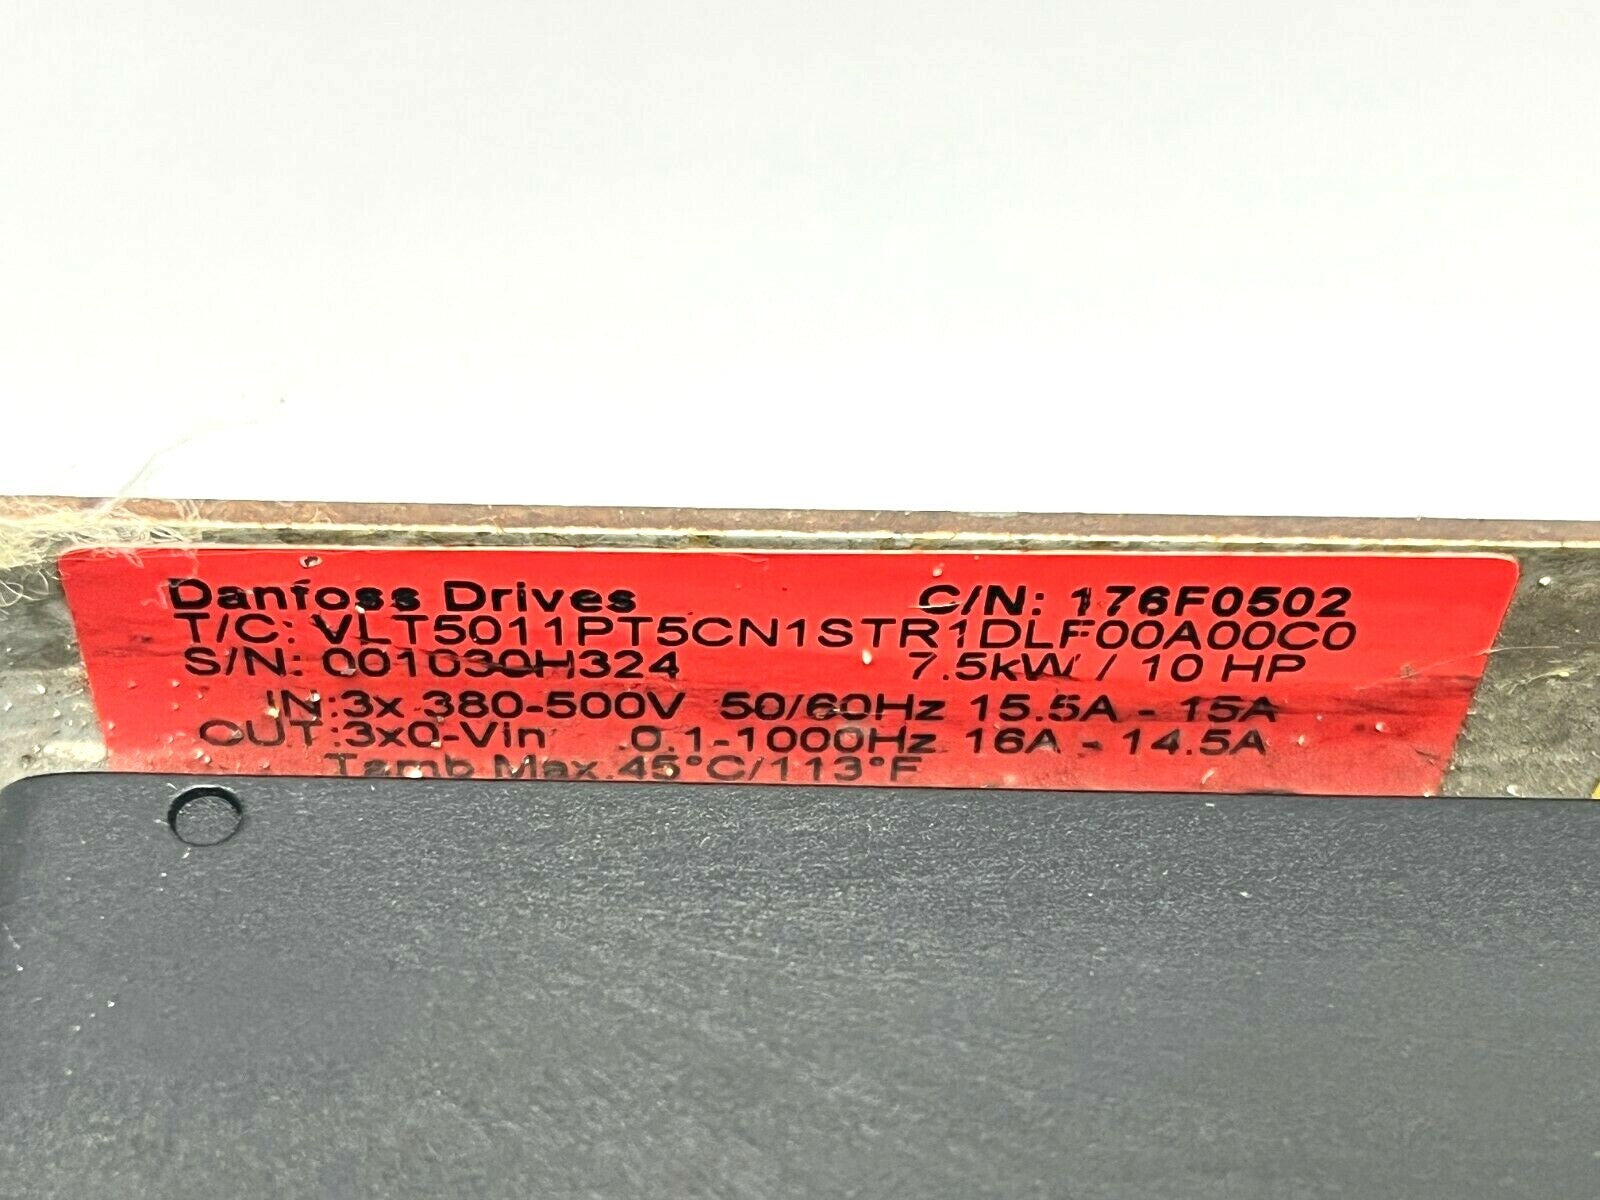 Danfoss Drives C/N: 176F0502
T/C: VLT5011PT5CN1STR1DLF00A00C0
S/N: 001030H324 7.5kW / 10 HP
IN:3x 380-500V 50/60Hz 15.5A - 15A
OUT:3x0-Vin .0.1-1000Hz 16A - 14.5A
Tamb.Max.45°C/113°F